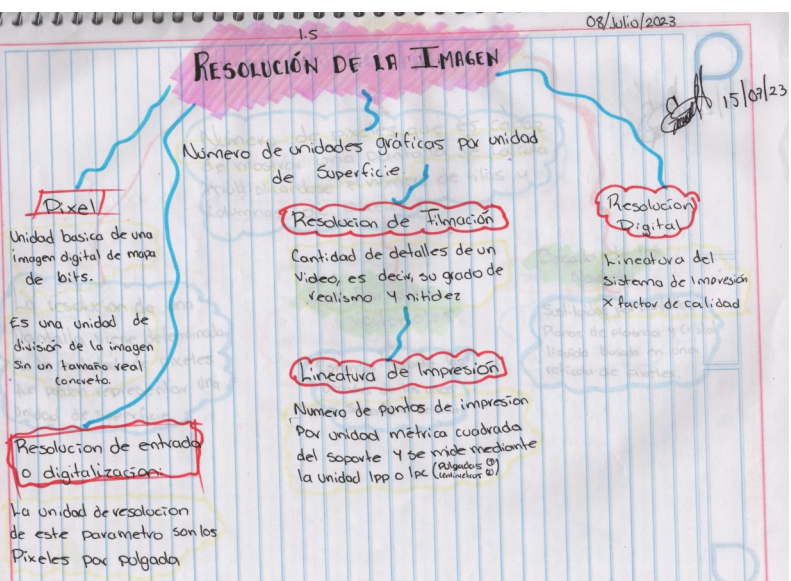 08/Julio/2023
1.5
RESOLUCIÓN DE LA IMAGEN
15/07/23
Número de unidades gráficas por unidad
de Superficie
Pixel
Unidad basica de una
imagen digital de mapa
de bits.
Es una unidad de
división de la imagen
sin un tamaño real
concreto.
Resolucion de entrada
o digitalizacion:
La unidad de resolucion
de este parametro son los
Pixeles por pulgada
Resolucion de Filmación
Cantidad de detalles de un
Video, es decir, su grado de
realismo y nitidez
Lineatura de Impresión
Numero de puntos de impresion
Por unidad métrica cuadrada
del soporte y se mide mediante
la unidad lpp o lpc (Pulgadas
centimetros)
Resolucion
Digital
Lineatura del
Sistema de Impresión
x factor de calidad